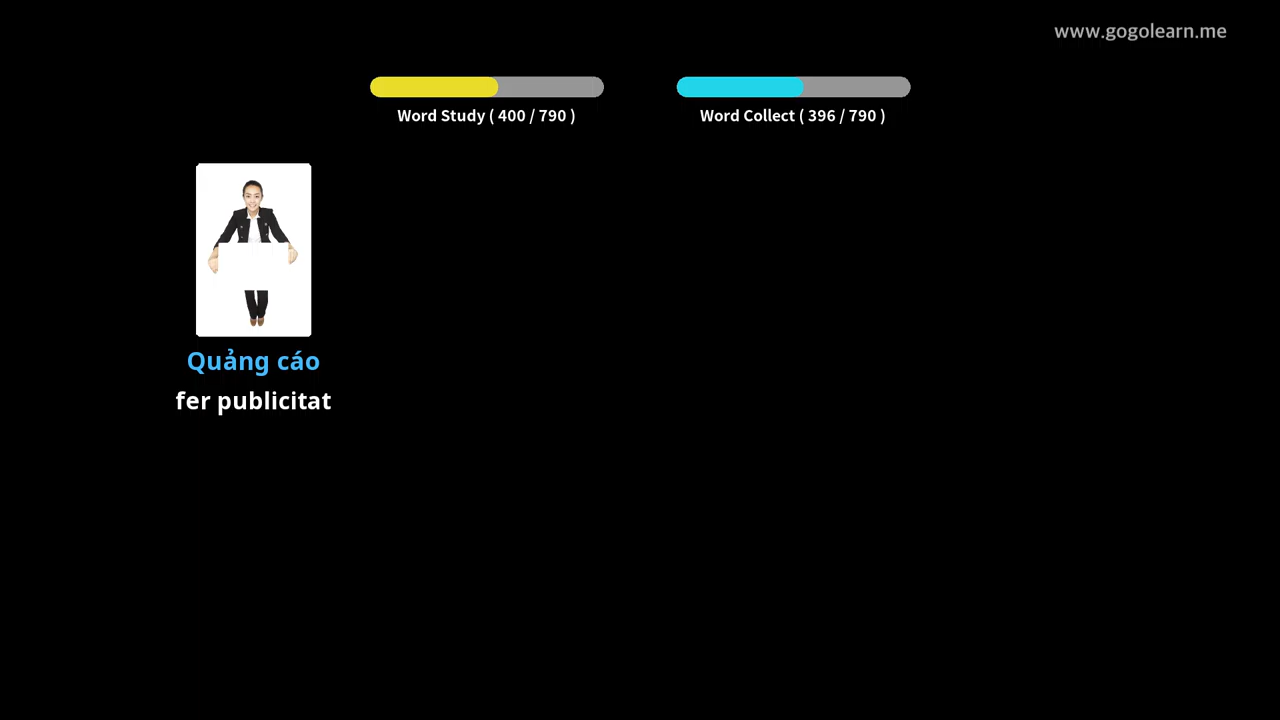 www.gogolearn.me
Word Study ( 400 / 790 )
Word Collect ( 396 / 790 )
Quảng cáo
fer publicitat